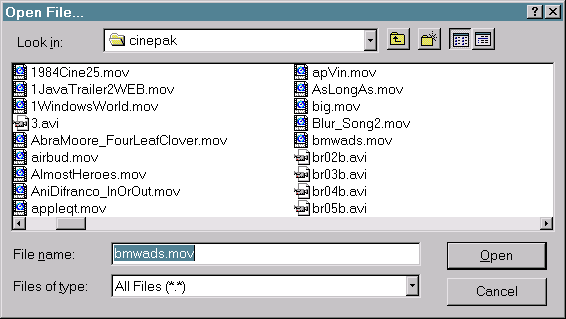 Open File...
Look in: cinepak
1984Cine25.mov
1JavaTrailer2WEB.mov
1WindowsWorld.mov
3.avi
AbraMoore_FourLeafClover.mov
airbud.mov
AlmostHeroes.mov
AniDifranco_InOrOut.mov
appleqt.mov
apVin.mov
AsLongAs.mov
big.mov
Blur_Song2.mov
bmwads.mov
br02b.avi
br03b.avi
br04b.avi
br05b.avi
File name: bmwads.mov
Open
Files of type: All Files (*.*)
Cancel